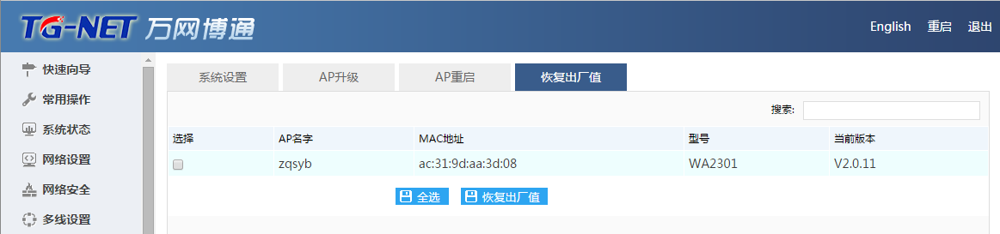 TG-NET 万网博通
English 重启 退出
快速向导
常用操作
系统状态
网络设置
网络安全
多线设置
系统设置 AP升级 AP重启 恢复出厂值
搜索:
选择 AP名字 MAC地址 型号 当前版本
zqsyb ac:31:9d:aa:3d:08 WA2301 V2.0.11
全选 恢复出厂值